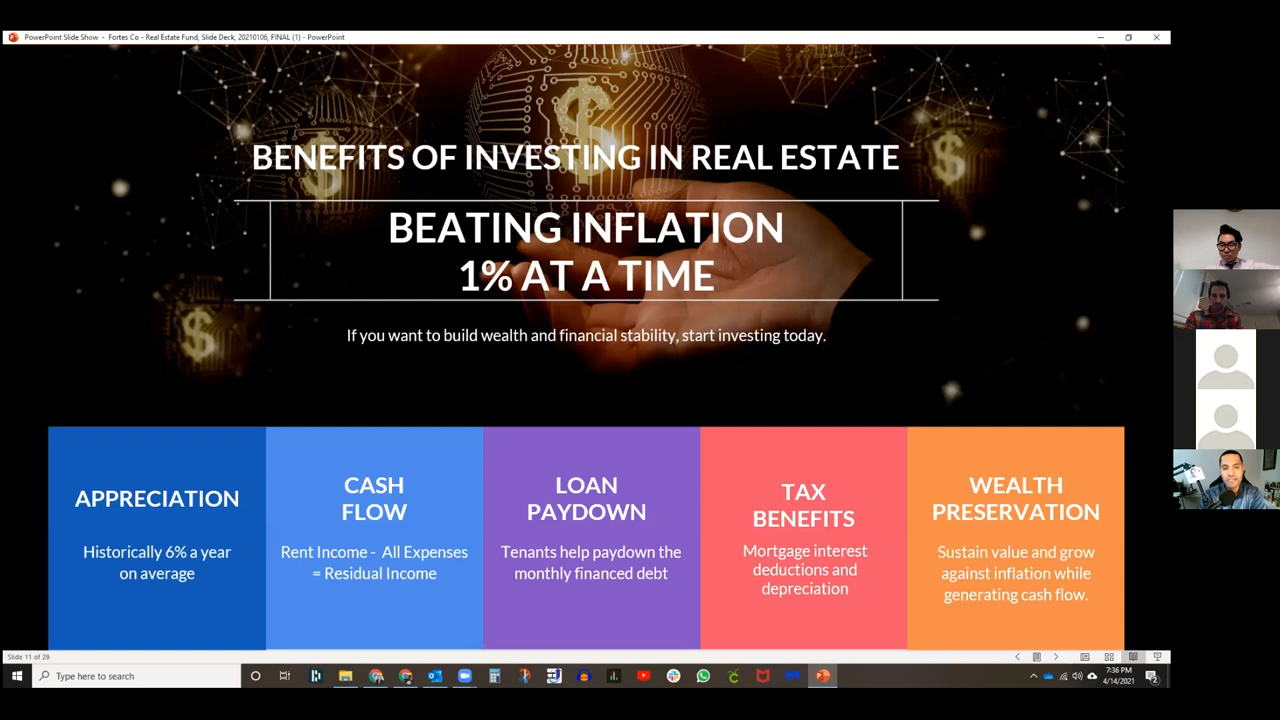 PowerPoint Slide Show - Fortes Co - Real Estate Fund, Slide Deck, 20210106, FINAL (1) - PowerPoint
BENEFITS OF INVESTING IN REAL ESTATE
BEATING INFLATION
1% AT A TIME
If you want to build wealth and financial stability, start investing today.
APPRECIATION
Historically 6% a year
on average
CASH
FLOW
Rent Income - All Expenses
= Residual Income
LOAN
PAYDOWN
Tenants help paydown the
monthly financed debt
TAX
BENEFITS
Mortgage interest
deductions and
depreciation
WEALTH
PRESERVATION
Sustain value and grow
against inflation while
generating cash flow.
Slide 11 of 29
Type here to search
7:36 PM
4/14/2021
2